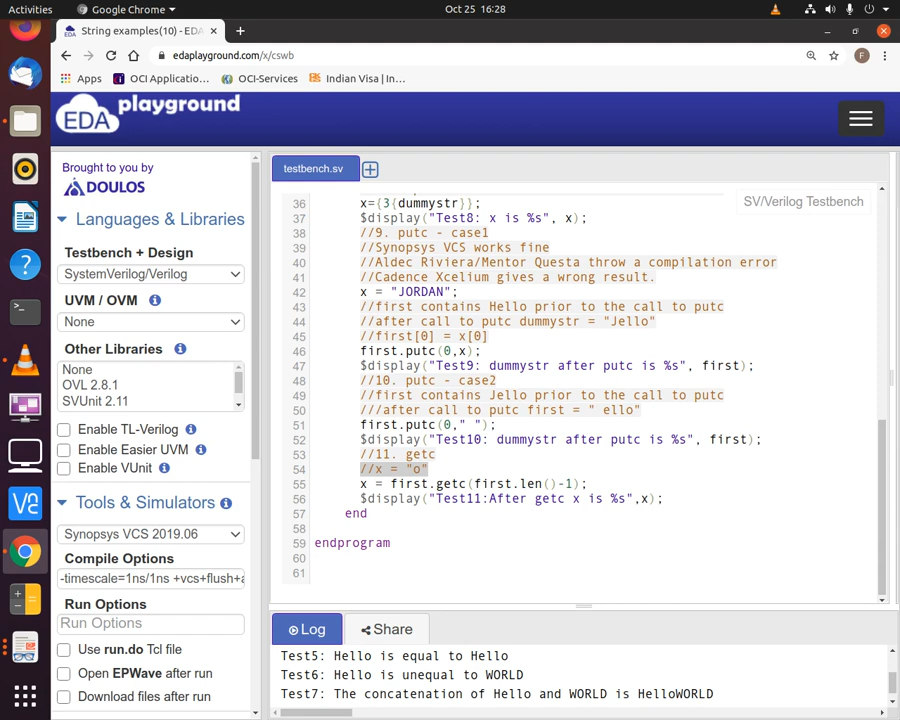 Activities
Google Chrome
Oct 25 16:28
String examples(10) - EDA
edaplayground.com/x/cswb
F
Apps
OCI Applicatio...
OCI-Services
Indian Visa | In...
EDA playground
Brought to you by
DOULOS
Languages & Libraries
Testbench + Design
SystemVerilog/Verilog
UVM / OVM
None
Other Libraries
None
OVL 2.8.1
SVUnit 2.11
Enable TL-Verilog
Enable Easier UVM
Enable VUnit
Tools & Simulators
Synopsys VCS 2019.06
Compile Options
-timescale=1ns/1ns +vcs+flush+a
Run Options
Run Options
Use run.do Tcl file
Open EPWave after run
Download files after run
testbench.sv
SV/Verilog Testbench
36 x={3{dummystr}};
37 $display("Test8: x is %s", x);
38 //9. putc - case1
39 //Synopsys VCS works fine
40 //Aldec Riviera/Mentor Questa throw a compilation error
41 //Cadence Xcelium gives a wrong result.
42 x = "JORDAN";
43 //first contains Hello prior to the call to putc
44 //after call to putc dummystr = "Jello"
45 //first[0] = x[0]
46 first.putc(0,x);
47 $display("Test9: dummystr after putc is %s", first);
48 //10. putc - case2
49 //first contains Jello prior to the call to putc
50 ///after call to putc first = " ello"
51 first.putc(0," ");
52 $display("Test10: dummystr after putc is %s", first);
53 //11. getc
54 //x = "o"
55 x = first.getc(first.len()-1);
56 $display("Test11:After getc x is %s",x);
57 end
58
59 endprogram
60
61
Log
Share
Test5: Hello is equal to Hello
Test6: Hello is unequal to WORLD
Test7: The concatenation of Hello and WORLD is HelloWORLD